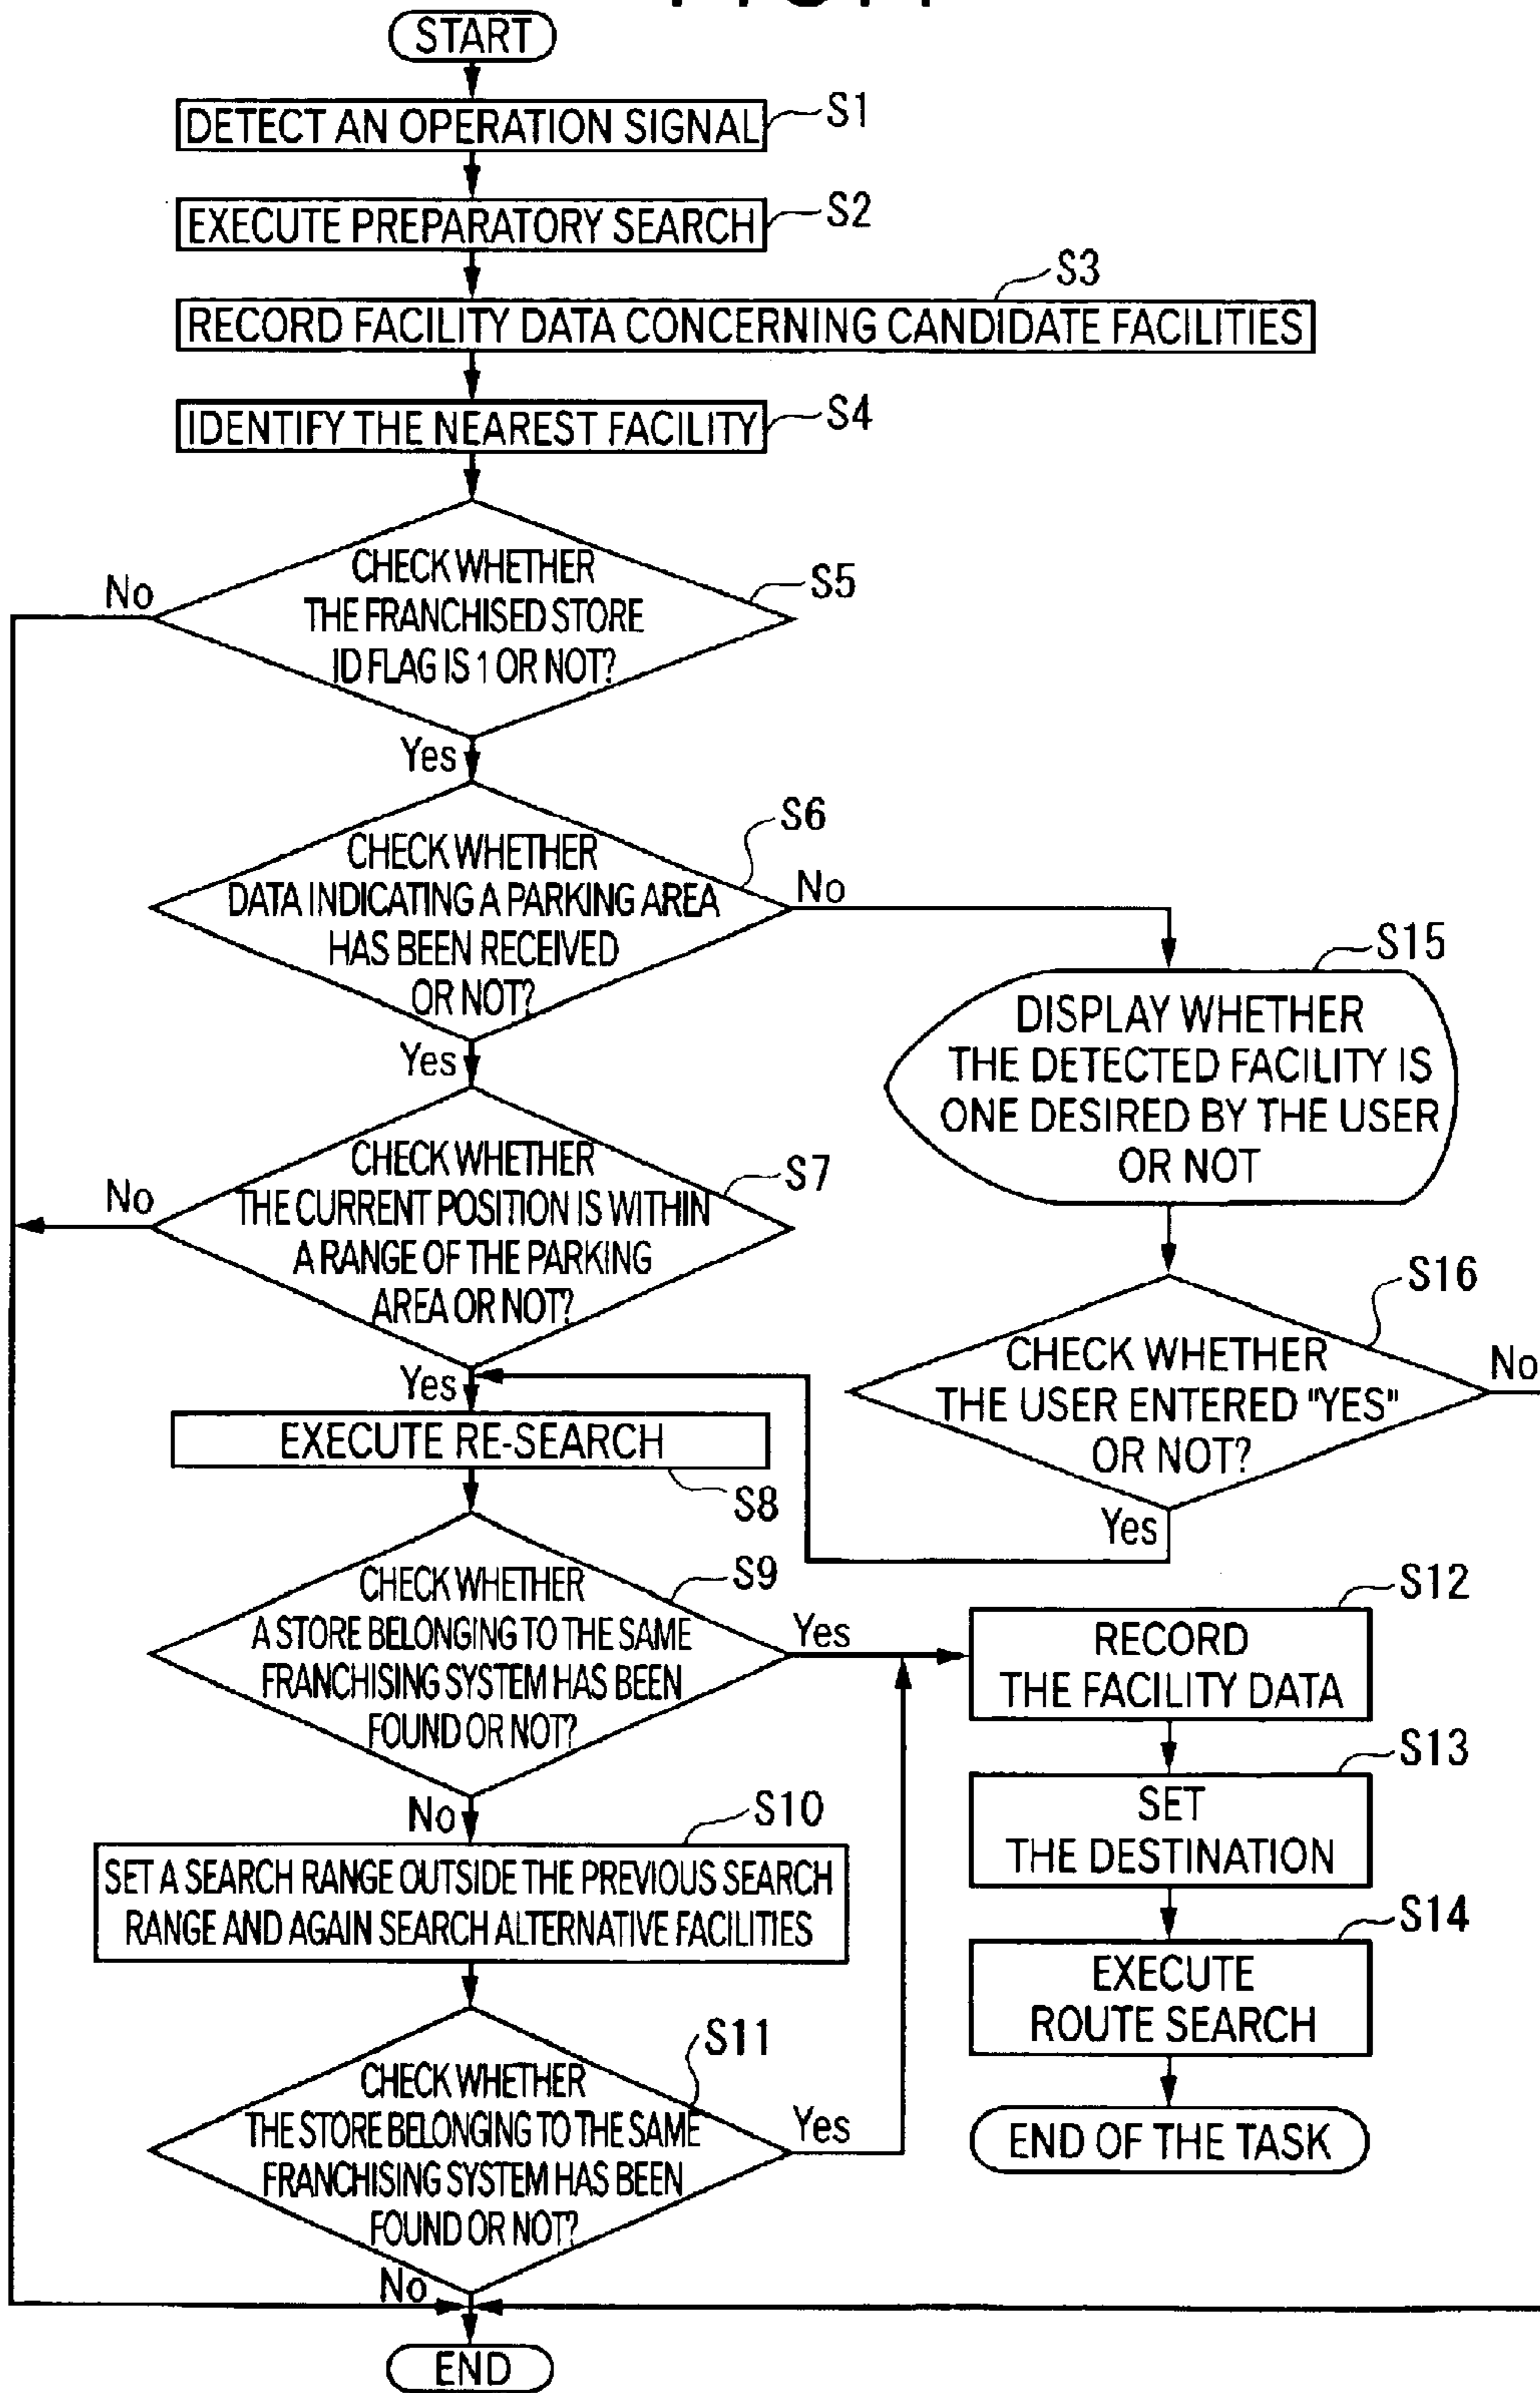 START
DETECT AN OPERATION SIGNAL
S1
EXECUTE PREPARATORY SEARCH
S2
S3
RECORD FACILITY DATA CONCERNING CANDIDATE FACILITIES
IDENTIFY THE NEAREST FACILITY
S4
CHECK WHETHER
THE FRANCHISED STORE
ID FLAG IS 1 OR NOT?
S5
No
Yes
S6
CHECK WHETHER
DATA INDICATING A PARKING AREA
HAS BEEN RECEIVED
OR NOT?
No
Yes
S15
DISPLAY WHETHER
THE DETECTED FACILITY IS
ONE DESIRED BY THE USER
OR NOT
CHECK WHETHER
THE CURRENT POSITION IS WITHIN
A RANGE OF THE PARKING
AREA OR NOT?
S7
No
Yes
S16
CHECK WHETHER
THE USER ENTERED "YES"
OR NOT?
No
Yes
EXECUTE RE-SEARCH
S8
CHECK WHETHER
A STORE BELONGING TO THE SAME
FRANCHISING SYSTEM HAS BEEN
FOUND OR NOT?
S9
Yes
No
S12
RECORD
THE FACILITY DATA
S13
SET
THE DESTINATION
S10
SET A SEARCH RANGE OUTSIDE THE PREVIOUS SEARCH
RANGE AND AGAIN SEARCH ALTERNATIVE FACILITIES
S14
EXECUTE
ROUTE SEARCH
S11
CHECK WHETHER
THE STORE BELONGING TO THE SAME
FRANCHISING SYSTEM HAS BEEN
FOUND OR NOT?
Yes
No
END OF THE TASK
END